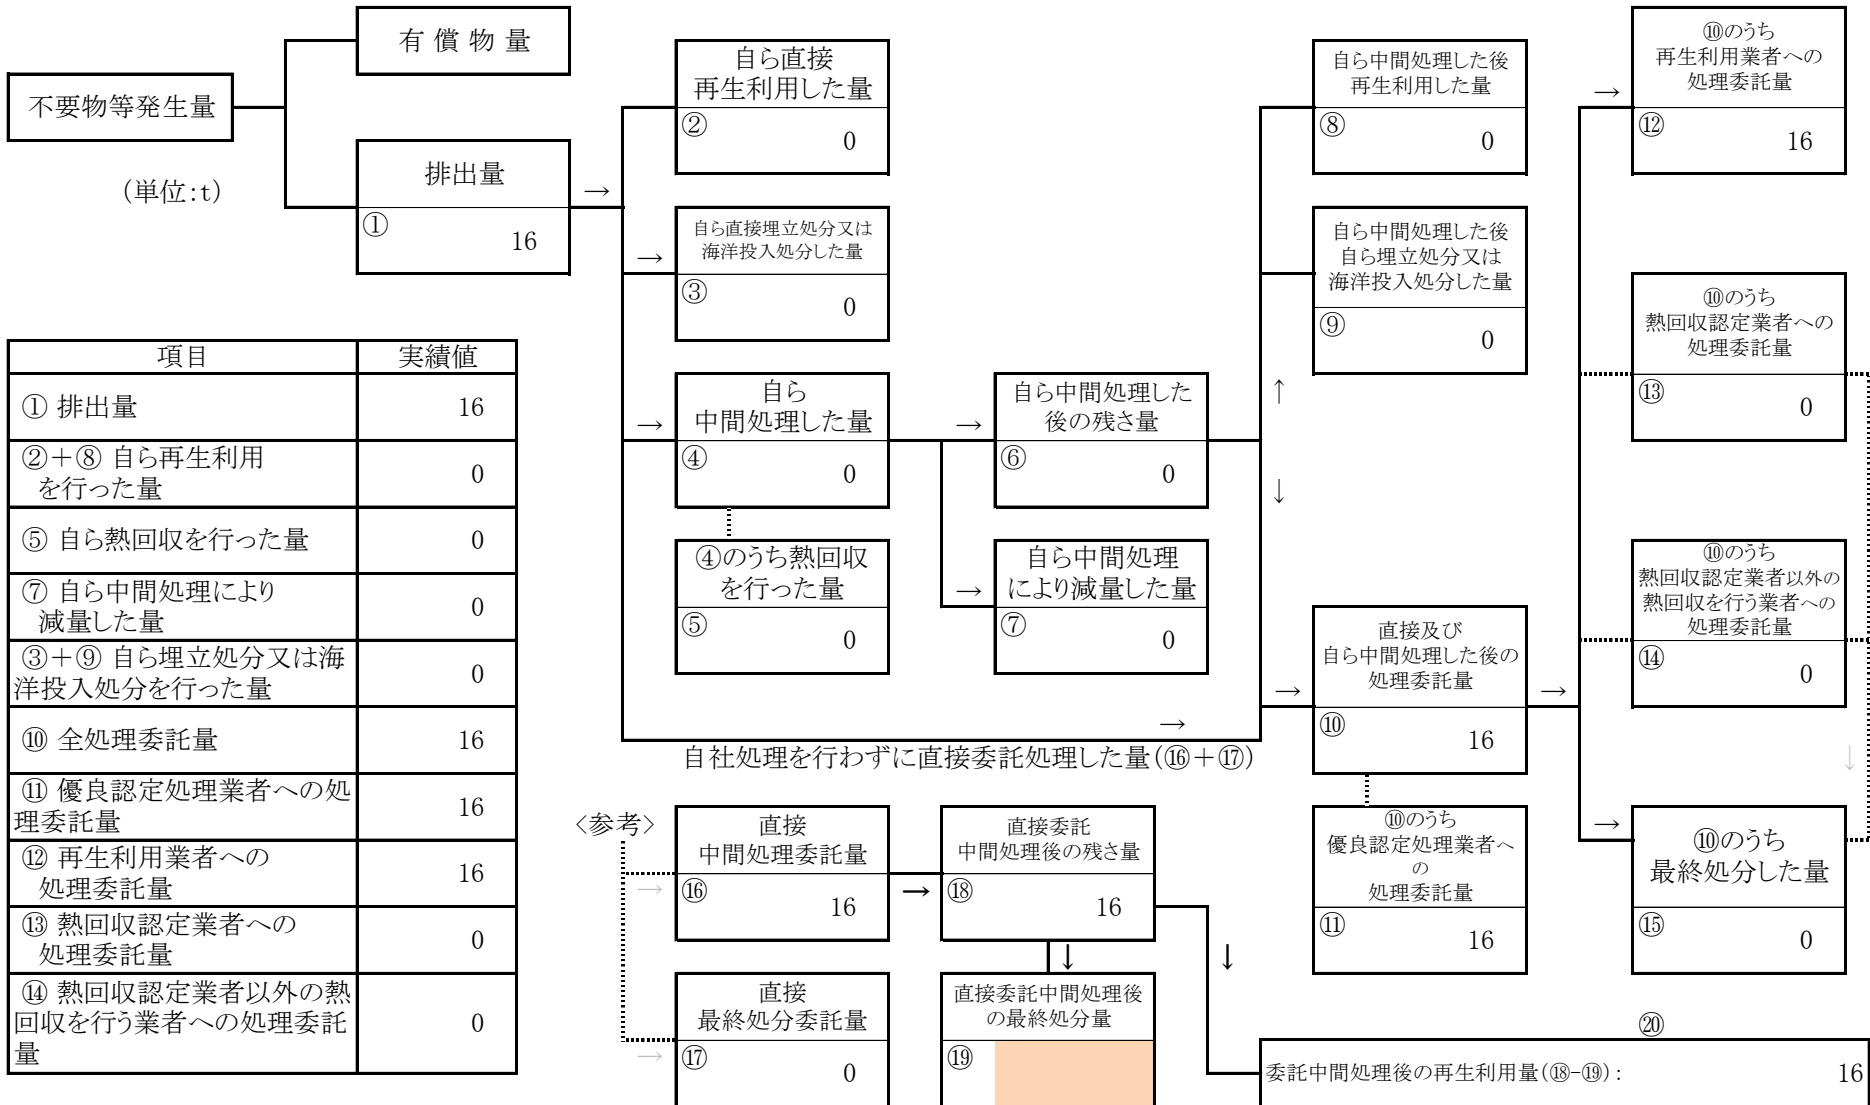 有 償 物 量
不要物等発生量
(単位:t)
排出量
→
①
16
自ら直接
再生利用した量
②
0
→
自ら直接埋立処分又は
海洋投入処分した量
③
0
→
自ら
中間処理した量
④
0
④のうち熱回収
を行った量
⑤
0
→
自ら中間処理した
後の残さ量
⑥
0
→
自ら中間処理
により減量した量
⑦
0
自ら中間処理した後
再生利用した量
⑧
0
自ら中間処理した後
自ら埋立処分又は
海洋投入処分した量
⑨
0
↑
↓
→
直接及び
自ら中間処理した後の
処理委託量
⑩
16
→
⑩のうち
優良認定処理業者へ
の
処理委託量
⑪
16
→
⑩のうち
再生利用業者への
処理委託量
⑫
16
⑩のうち
熱回収認定業者への
処理委託量
⑬
0
⑩のうち
熱回収認定業者以外の
熱回収を行う業者への
処理委託量
⑭
0
↓
→
⑩のうち
最終処分した量
⑮
0
→
自社処理を行わずに直接委託処理した量(⑯+⑰)
項目 実績値
① 排出量 16
②+⑧ 自ら再生利用
を行った量 0
⑤ 自ら熱回収を行った量 0
⑦ 自ら中間処理により
減量した量 0
③+⑨ 自ら埋立処分又は海
洋投入処分を行った量 0
⑩ 全処理委託量 16
⑪ 優良認定処理業者への処
理委託量 16
⑫ 再生利用業者への
処理委託量 16
⑬ 熱回収認定業者への
処理委託量 0
⑭ 熱回収認定業者以外の熱
回収を行う業者への処理委託
量 0
<参考>
→
直接
中間処理委託量
⑯
16
→
直接委託
中間処理後の残さ量
⑱
16
↓
↓
→
直接
最終処分委託量
⑰
0
直接委託中間処理後
の最終処分量
⑲
⑳
委託中間処理後の再生利用量(⑱-⑲): 16